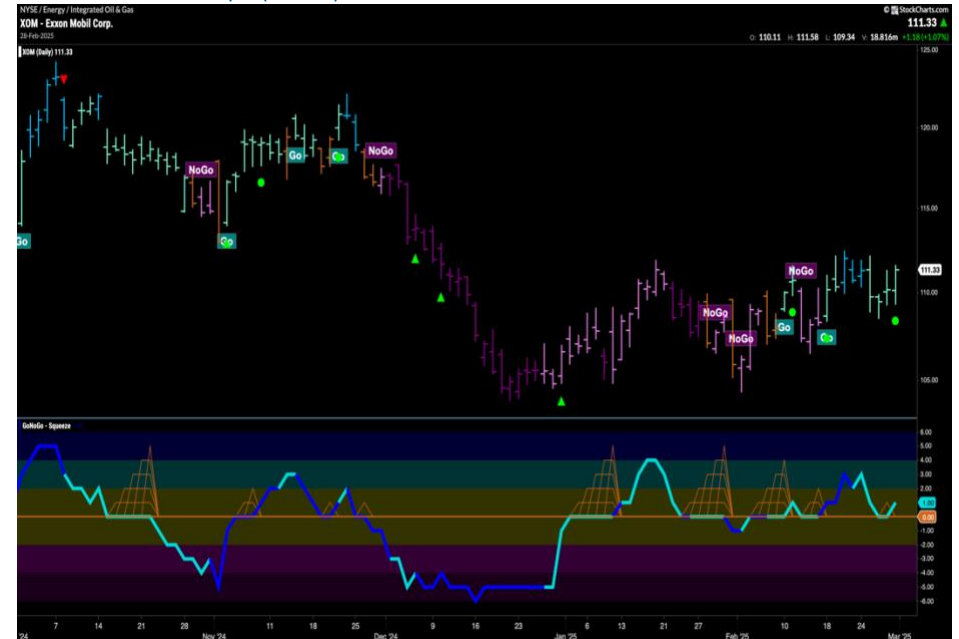 NYSE / Energy / Integrated Oil & Gas © StockCharts.com
XOM - Exxon Mobil Corp. 111.33
28-Feb-2025 O: 110.11 H: 111.58 L: 109.34 V: 18.816m +1.18 (+1.07%)
XOM (Daily) 111.33
125.00
120.00
NoGo
NoGo
Go
Go
115.00
Go
Go
NoGo
111.33
110.00
NoGo
Go
NoGo
Go
105.00
GoNoGo - Squeeze
6.00
5.00
4.00
3.00
2.00
1.00
0.00
-1.00
-2.00
-3.00
-4.00
-5.00
-6.00
7 14 21 28 11 18 25 9 16 23 6 13 21 27 10 18 24
'24 Nov '24 Dec '24 Jan '25 Feb '25 Mar '25